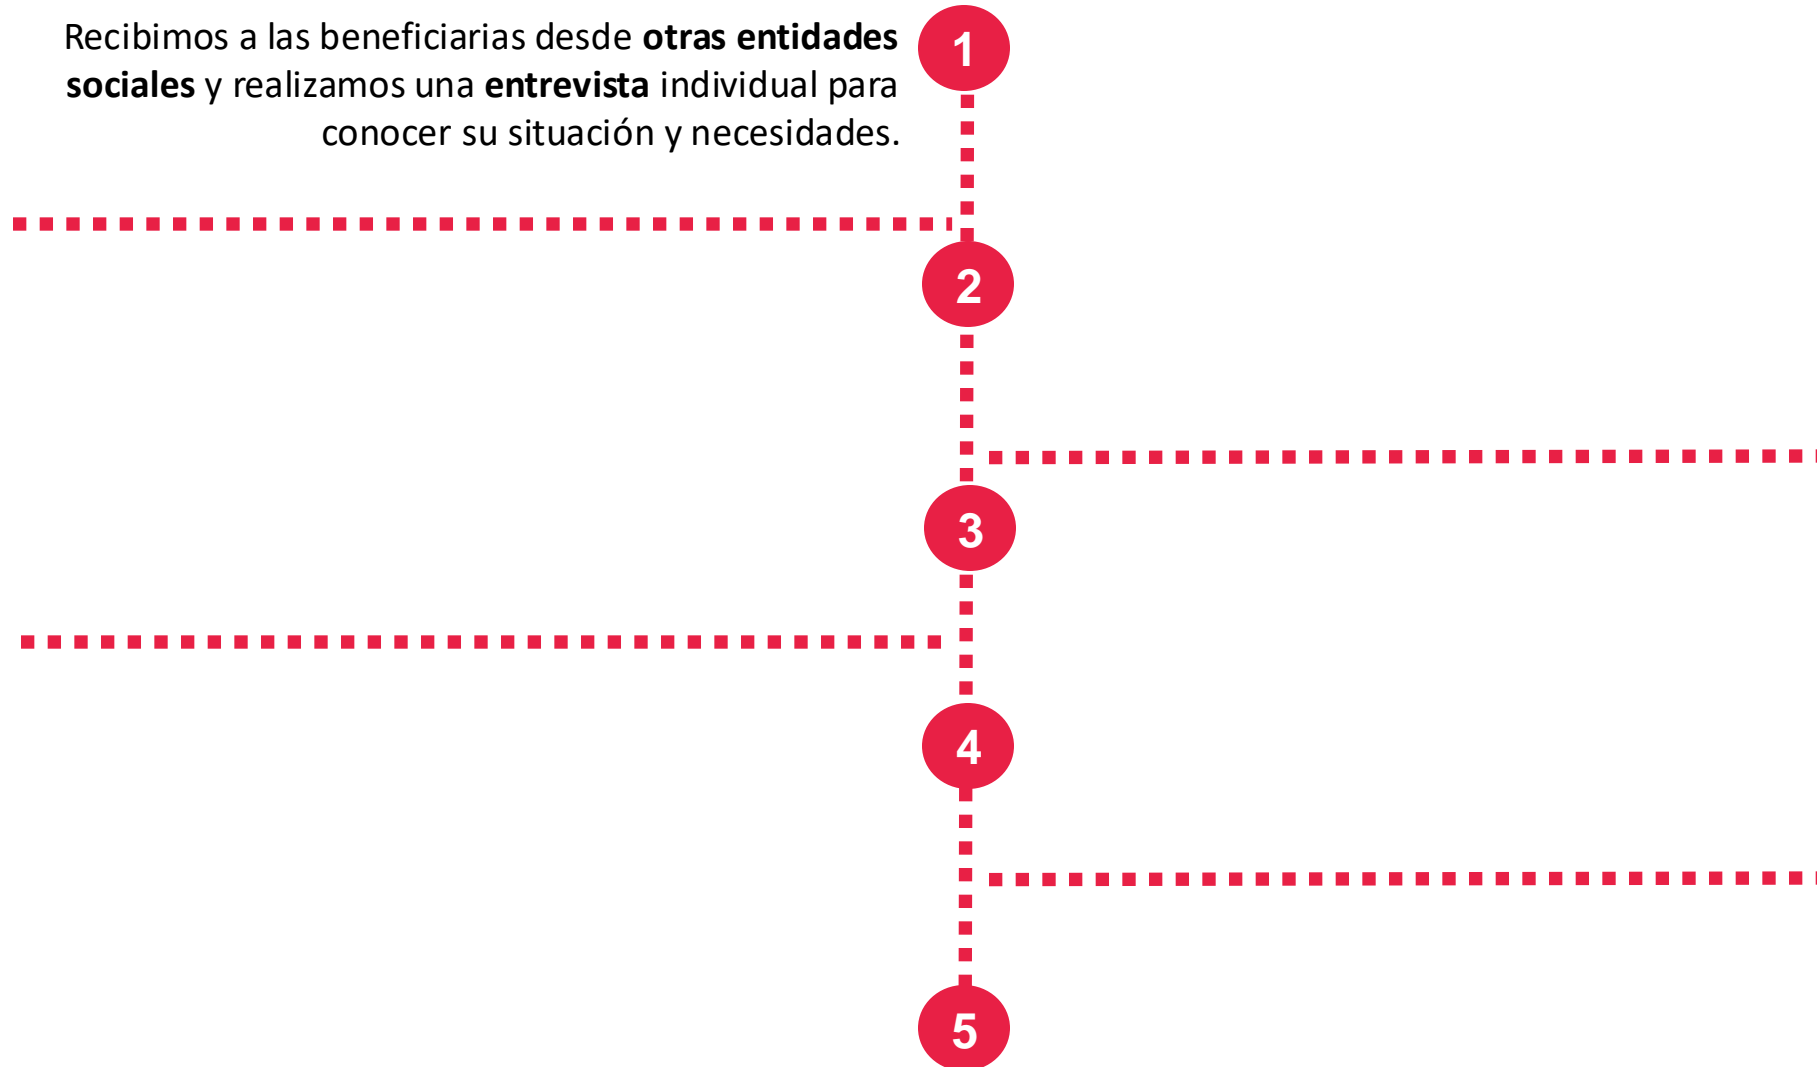 Recibimos a las beneficiarias desde otras entidades
sociales y realizamos una entrevista individual para
conocer su situación y necesidades.
1
2
3
4
5